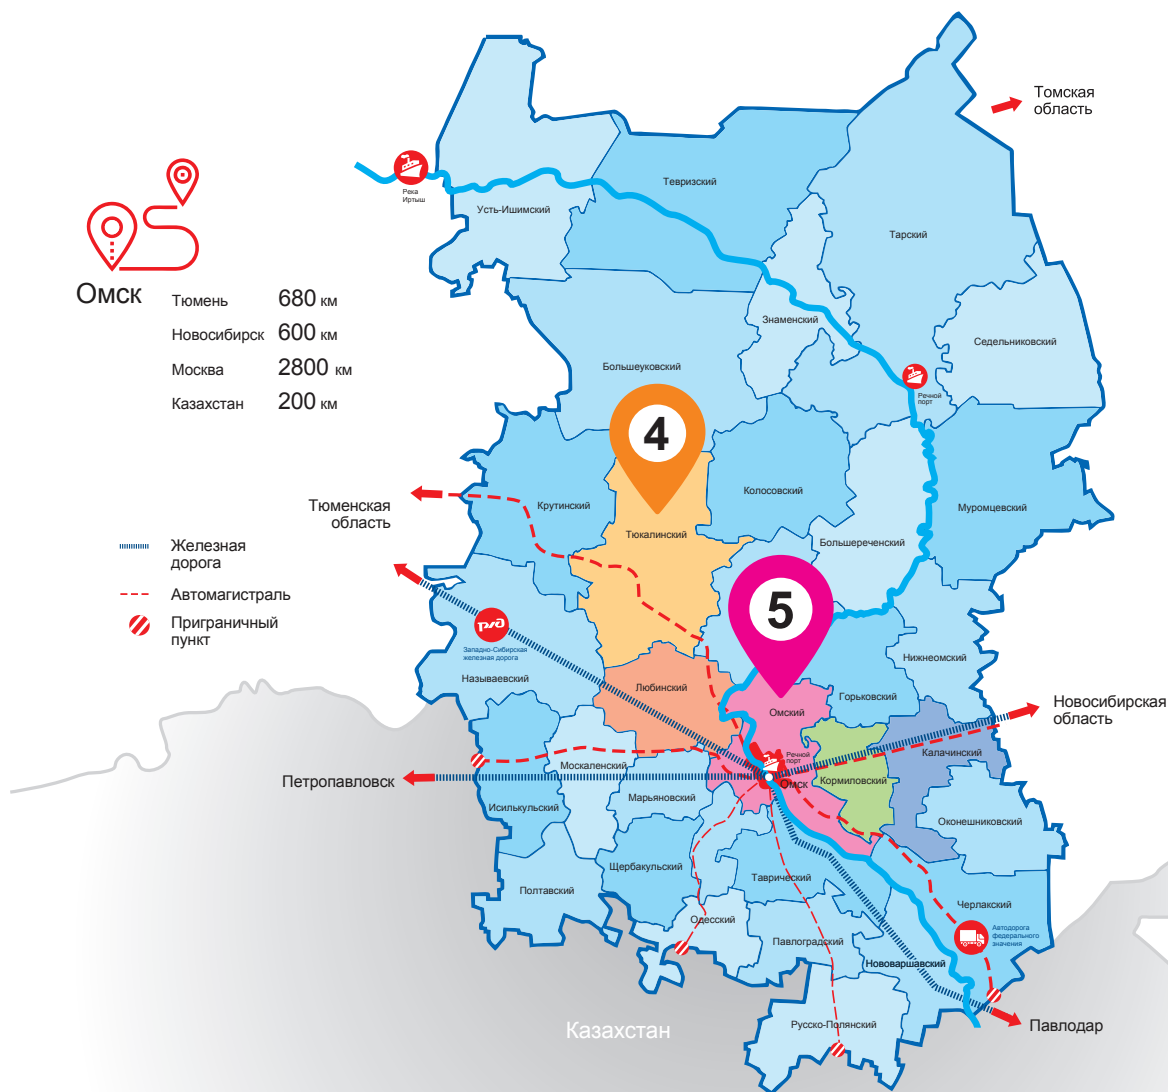 Томская
область
Тевризский
Река
Иртыш
Усть-Ишимский
Тарский
Омск
Тюмень 680 км
Новосибирск 600 км
Москва 2800 км
Казахстан 200 км
Знаменский
Седельниковский
Большеуковский
Речной
порт
4
Тюменская
область
Крутинский
Колосовский
Муромцевский
Тюкалинский
Большереченский
Железная
дорога
Автомагистраль
Приграничный
пункт
5
ржд
Западно-Сибирская
железная дорога
Называевский
Нижнеомский
Любинский
Горьковский
Омский
Новосибирская
область
Речной
порт
Калачинский
Москаленский
Петропавловск
Омск
Кормиловский
Марьяновский
Исилькульский
Оконешниковский
Щербакульский
Таврический
Полтавский
Черлакский
Одесский
Автодорога
федерального
значения
Павлоградский
Нововаршавский
Русско-Полянский
Казахстан
Павлодар